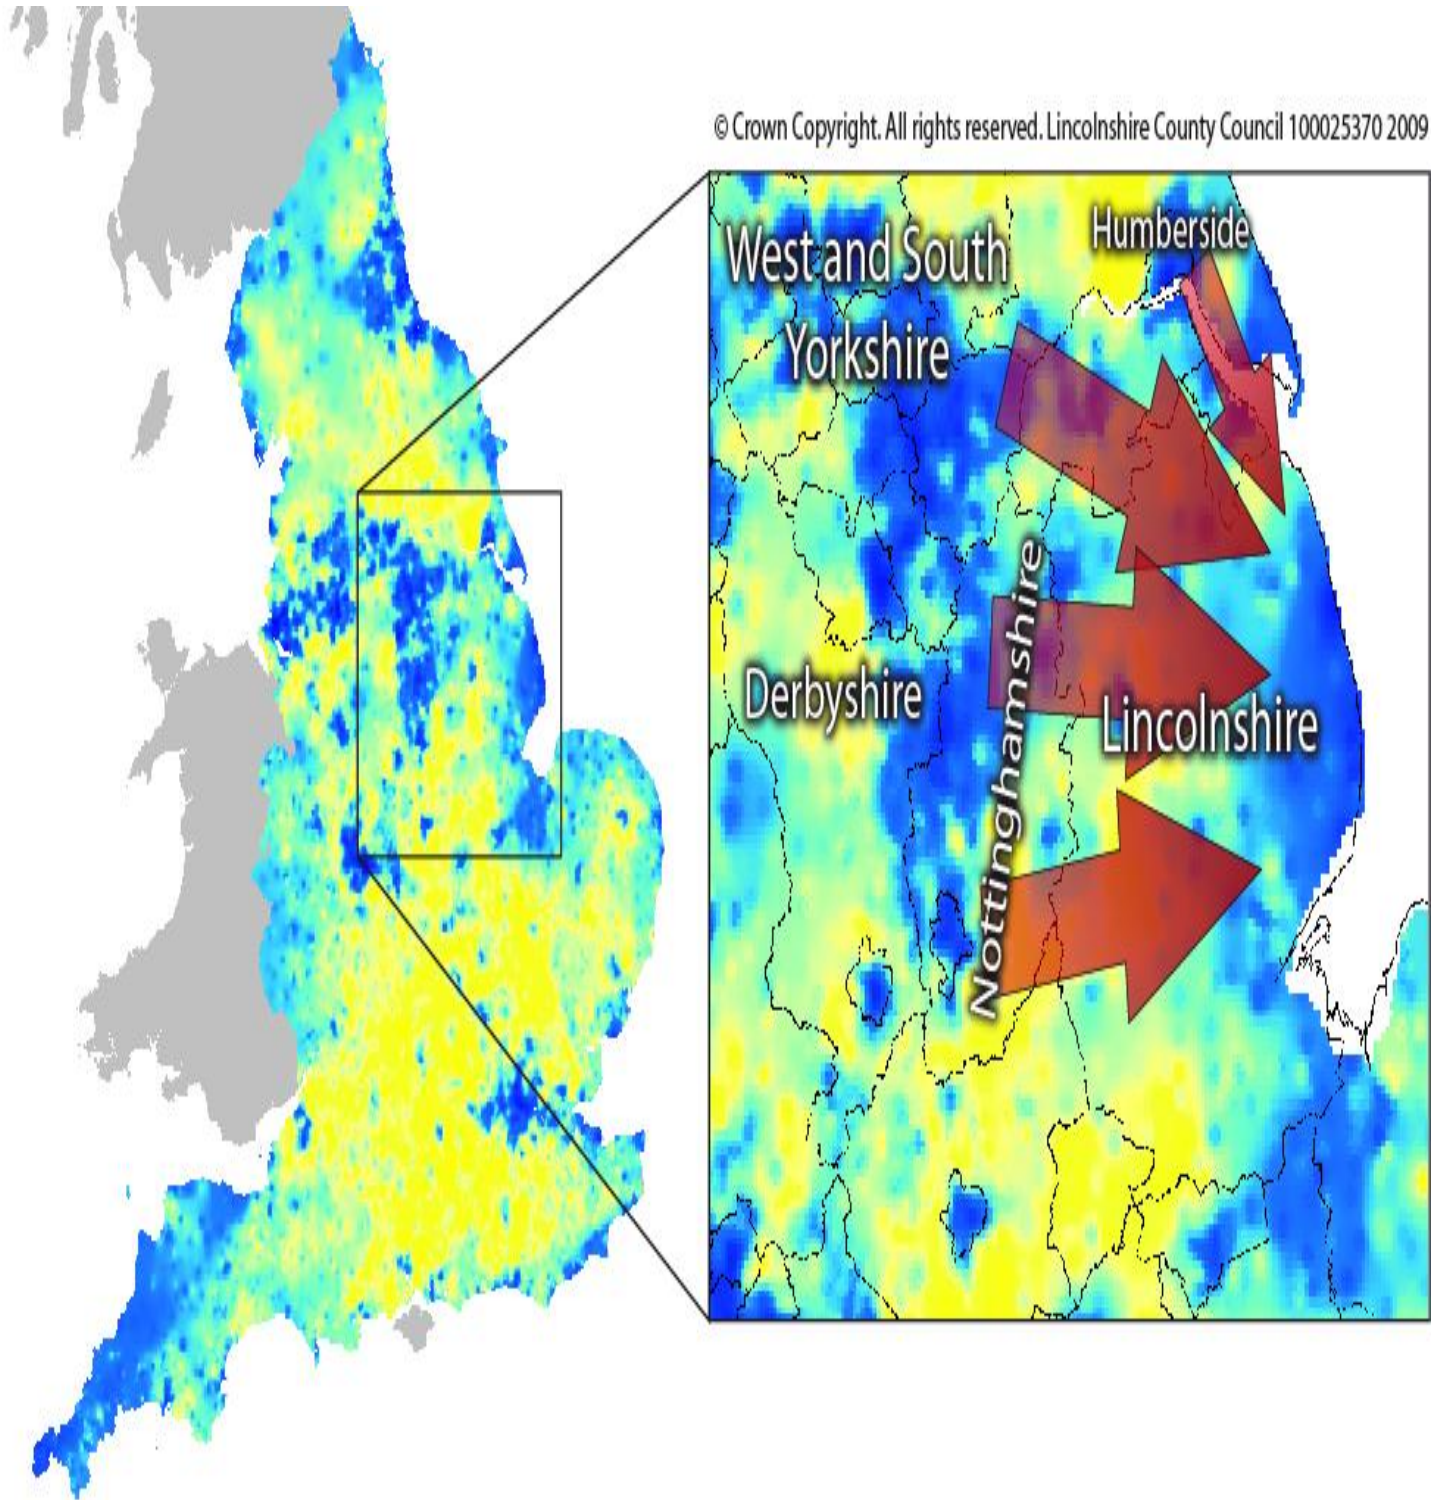 © Crown Copyright. All rights reserved. Lincolnshire County Council 100025370 2009
Humberside
West and South
Yorkshire
Nottinghamshire
Derbyshire
Lincolnshire